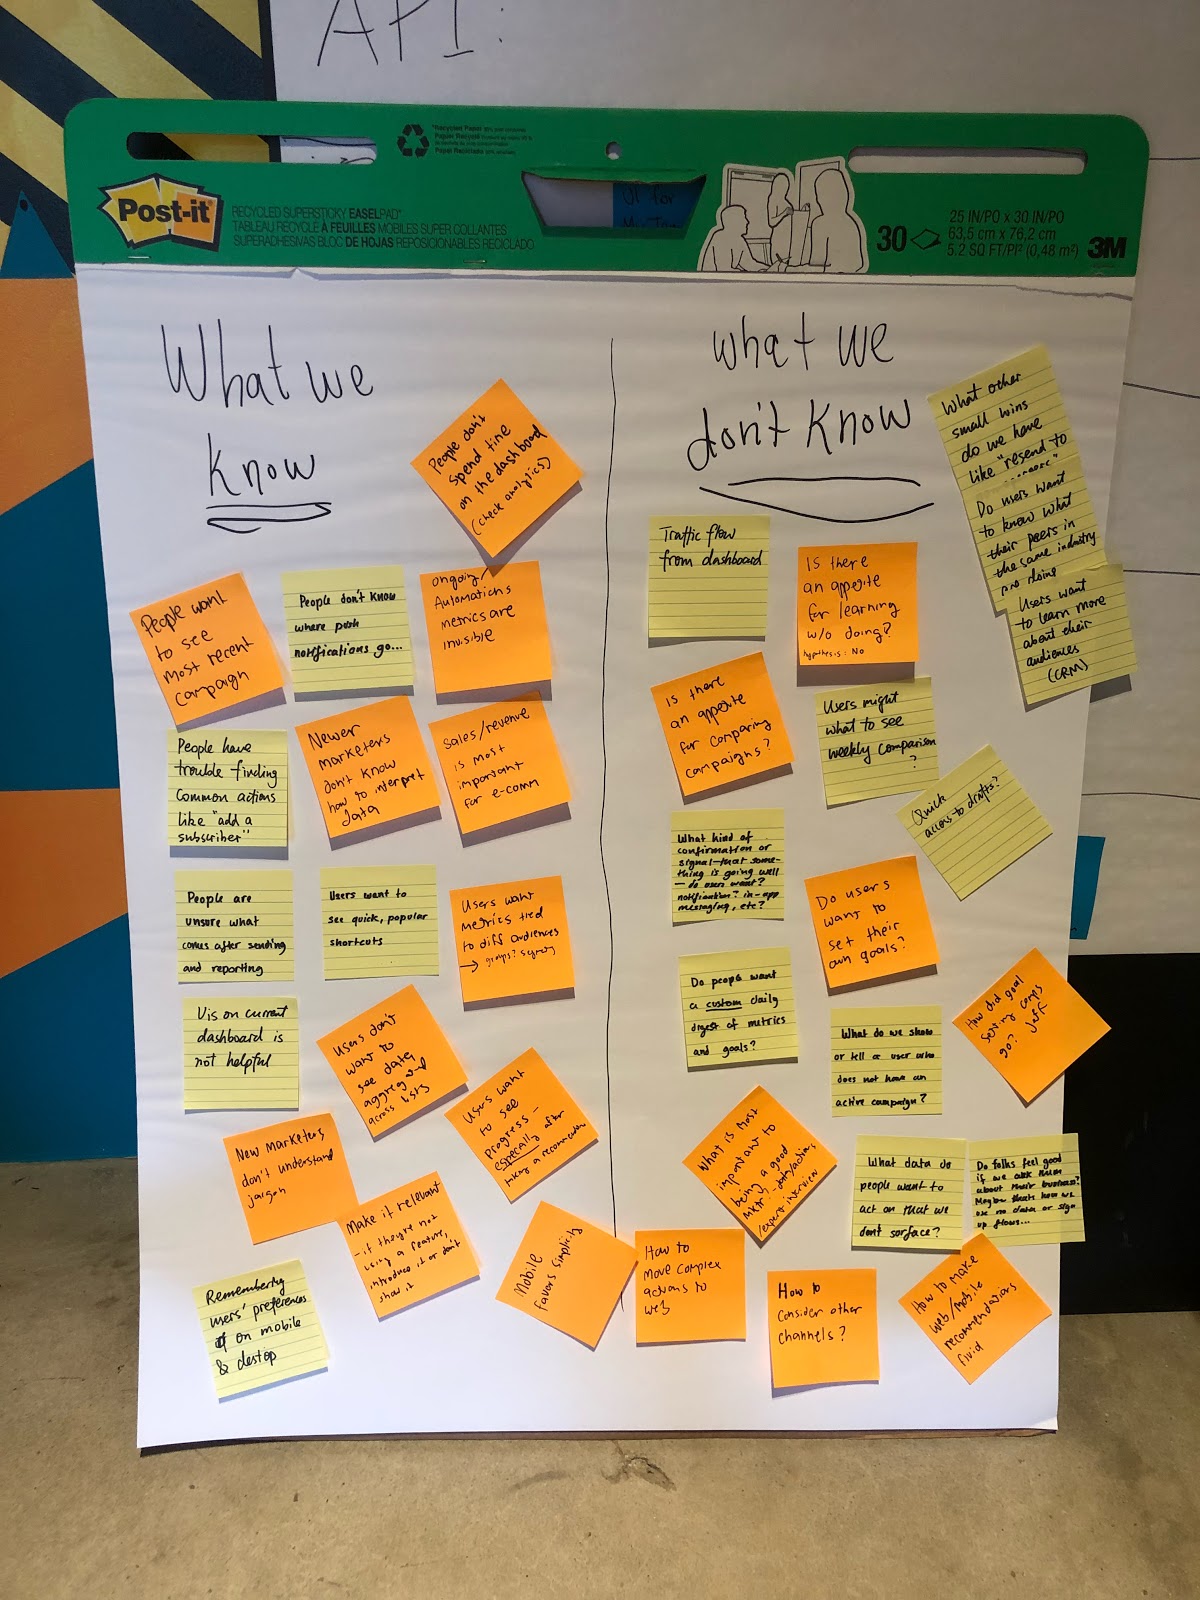 API:
*Recycled Paper
Papier Recyclé
Papel Reciclado
UI for
Post-it
RECYCLED SUPERSTICKY EASEL PAD
TABLEAU RECYCLÉ À FEUILLES MOBILES SUPER COLLANTES
SUPERADHESIVAS BLOC DE HOJAS REPOSICIONABLES RECICLADO
30
25 IN/PO x 30 IN/PO
63,5 cm x 76,2 cm
5.2 SQ FT/PI² (0,48 m²)
3M
What we
know
People don't
spend time
on the dashboard
(check analytics)
People want
to see
most recent
campaign
People don't know
where push
notifications go...
ongoing/
Automations
metrics are
invisible
People have
trouble finding
common actions
like "add a
subscriber"
Newer
marketers
don't know
how to interpret
data
Sales/revenue
is most
important
for e-comm
People are
unsure what
comes after sending
and reporting
Users want to
see quick, popular
shortcuts
Users want
metrics tied
to diff audiences
→ groups?
Vis on current
dashboard is
not helpful
Users don't
want to
see data
aggregated
across lists
Users want
to see
progress -
especially after
taking a recommendation
New marketers
don't understand
jargon
Make it relevant
- if they're not
using a feature,
introduce it or don't
show it
Mobile
favors simplicity
Remembering
users' preferences
on mobile
& destop
what we
don't know
What other
small wins
do we have
like "resend to
Do users want
to know what
their peers in
the same industry
are doing
Users want
to learn more
about their
audiences
(CRM)
Traffic flow
from dashboard
Is there
an appetite
for learning
w/o doing?
hypothesis: No
Is there
an appetite
for comparing
campaigns?
Users might
what to see
weekly comparison
?
Quick
access to drafts?
What kind of
confirmation or
signal that some-
thing is going well
- do users want?
notification? in-app
messaging, etc?
Do users
want to
set their
own goals?
Do people want
a custom daily
digest of metrics
and goals?
What do we show
or tell a user who
does not have an
active campaign?
How did goal
setting comps
go? Jeff
What is most
important to
being a good
mktr; data/actions
/expert interview
What data do
people want to
act on that we
don't surface?
Do folks feel good
if we ask them
about their business?
Maybe that's how we
use no data or sign
up flows...
How to
move complex
actions to
web
How to
consider other
channels?
How to make
web/mobile
recommendations
fluid